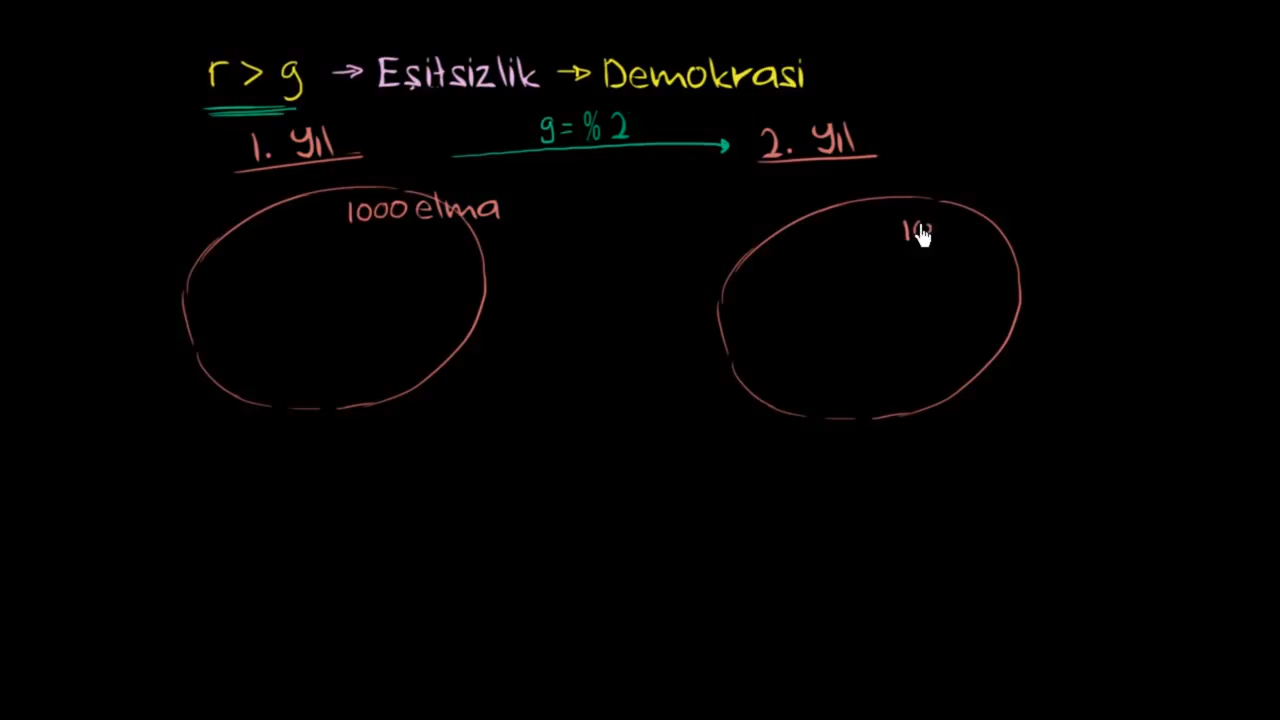 r > g → Eşitsizlik → Demokrasi
1. yıl
g = % 2
2. yıl
1000 elma